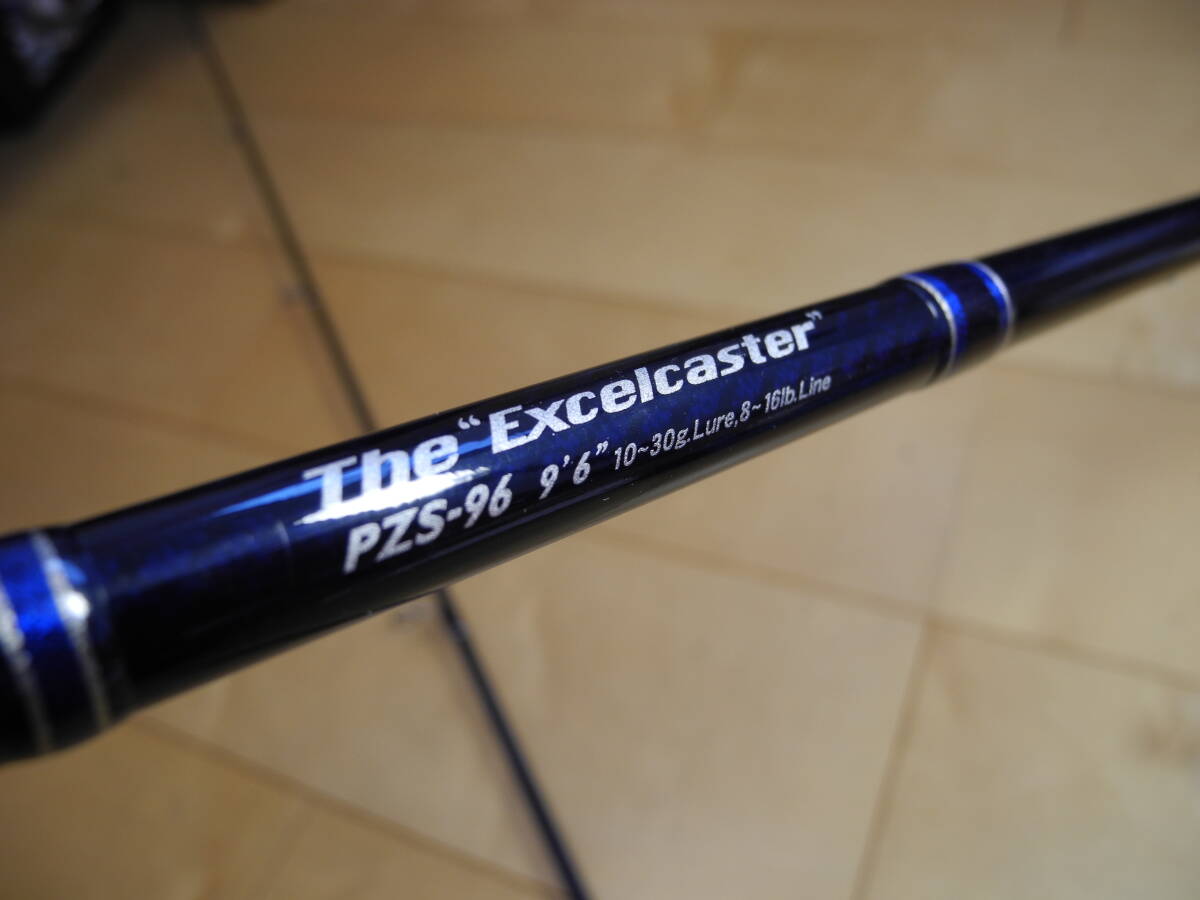 The “Excelcaster”
PZS-96 9’6” 10~30g.Lure,8~16lb.Line